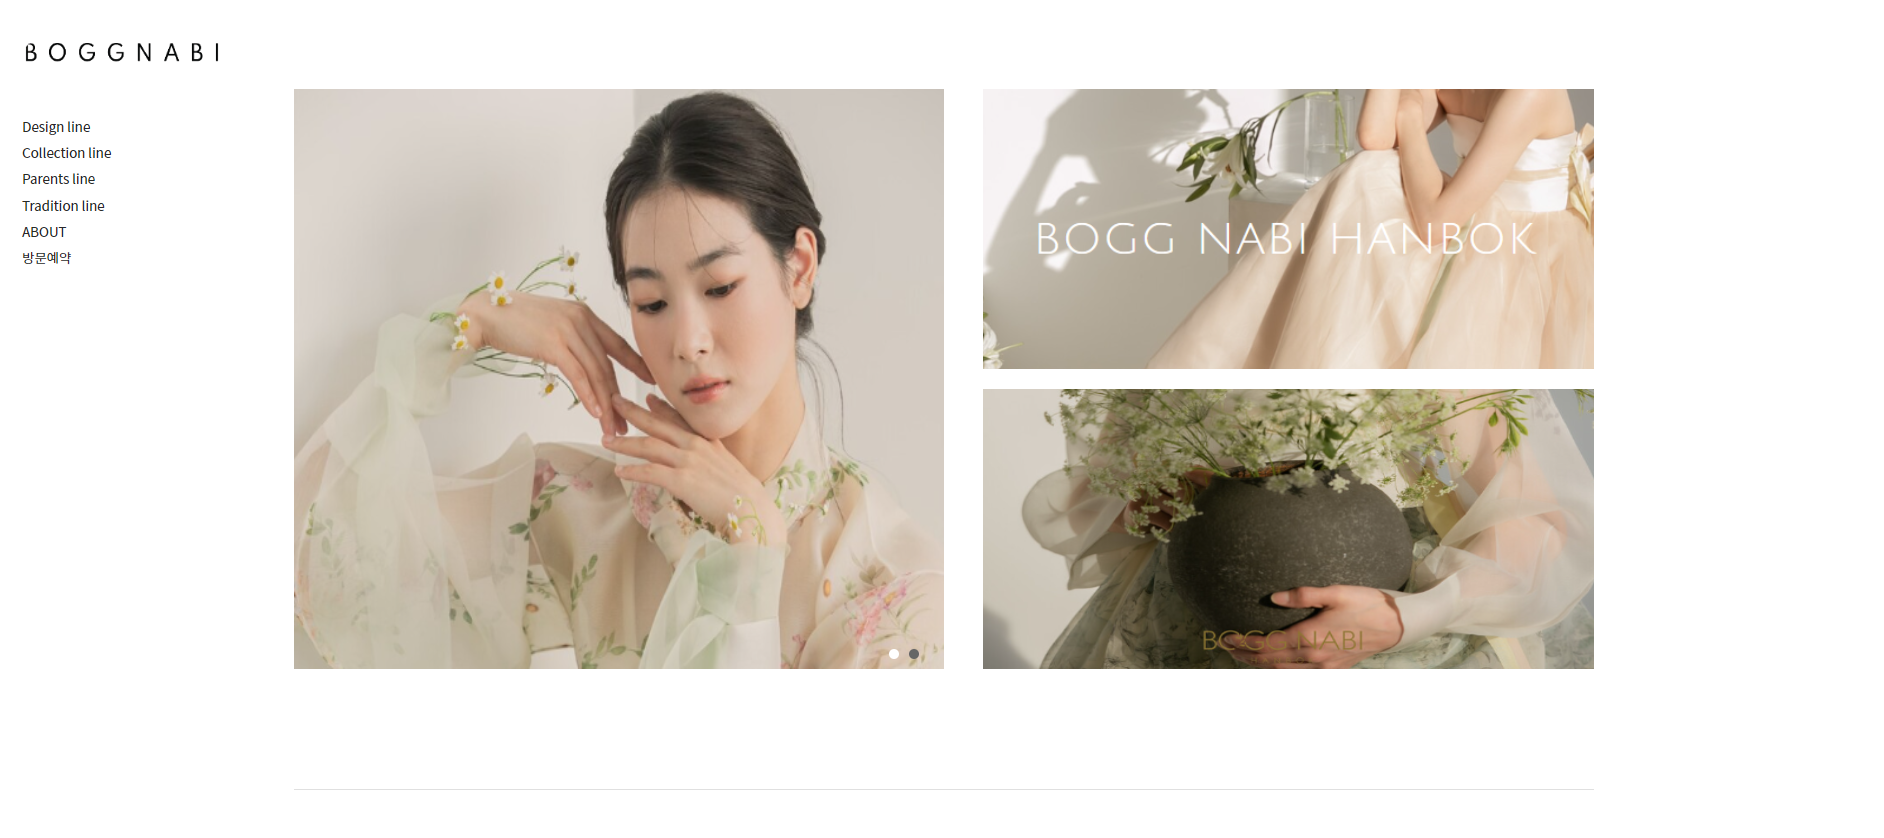 BOGGNABI
Design line
Collection line
Parents line
Tradition line
ABOUT
방문예약
BOGG NABI HANBOK
BOGG NABI